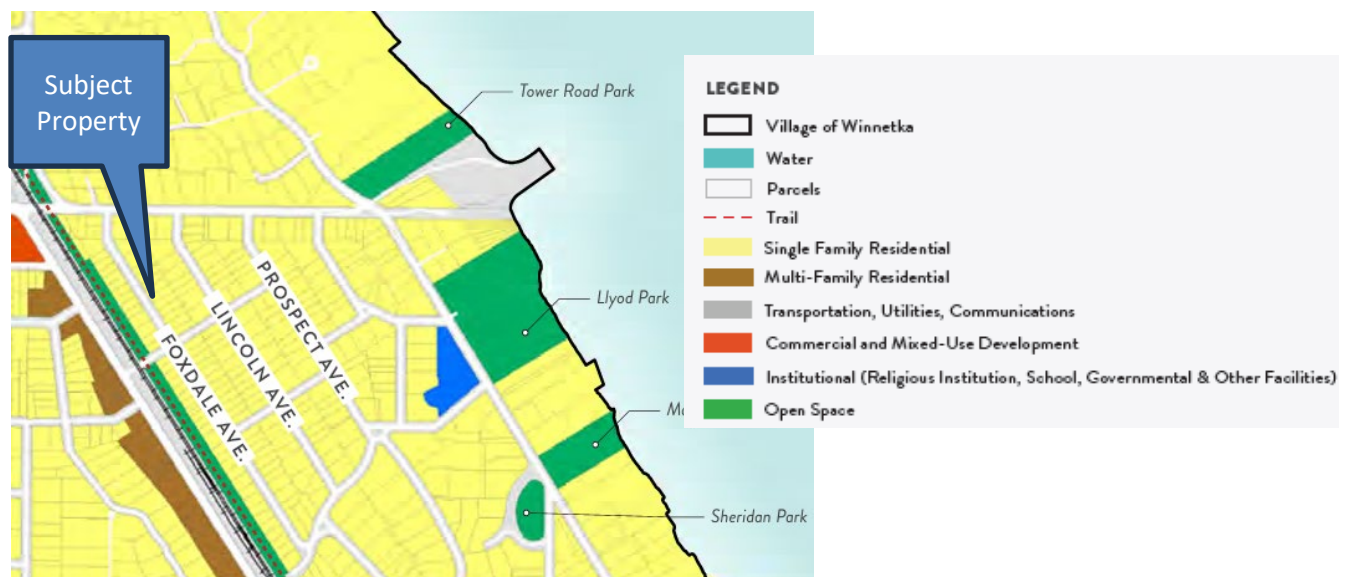 Subject
Property
Tower Road Park
Llyod Park
Sheridan Park
PROSPECT AVE.
LINCOLN AVE.
FOXDALE AVE.
LEGEND
Village of Winnetka
Water
Parcels
Trail
Single Family Residential
Multi-Family Residential
Transportation, Utilities, Communications
Commercial and Mixed-Use Development
Institutional (Religious Institution, School, Governmental & Other Facilities)
Open Space